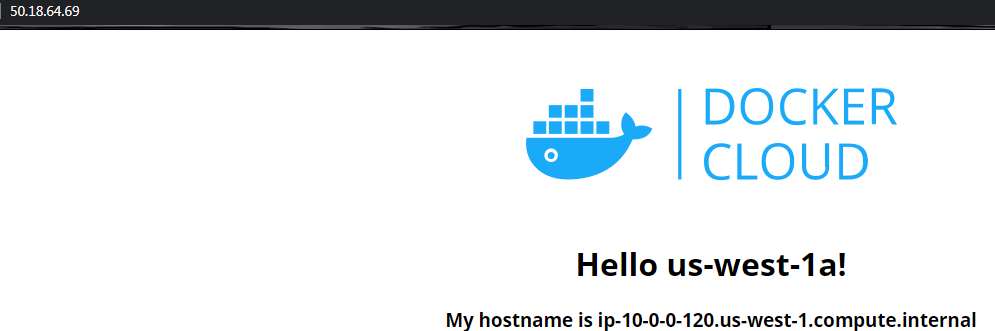 50.18.64.69
DOCKER
CLOUD
Hello us-west-1a!
My hostname is ip-10-0-0-120.us-west-1.compute.internal